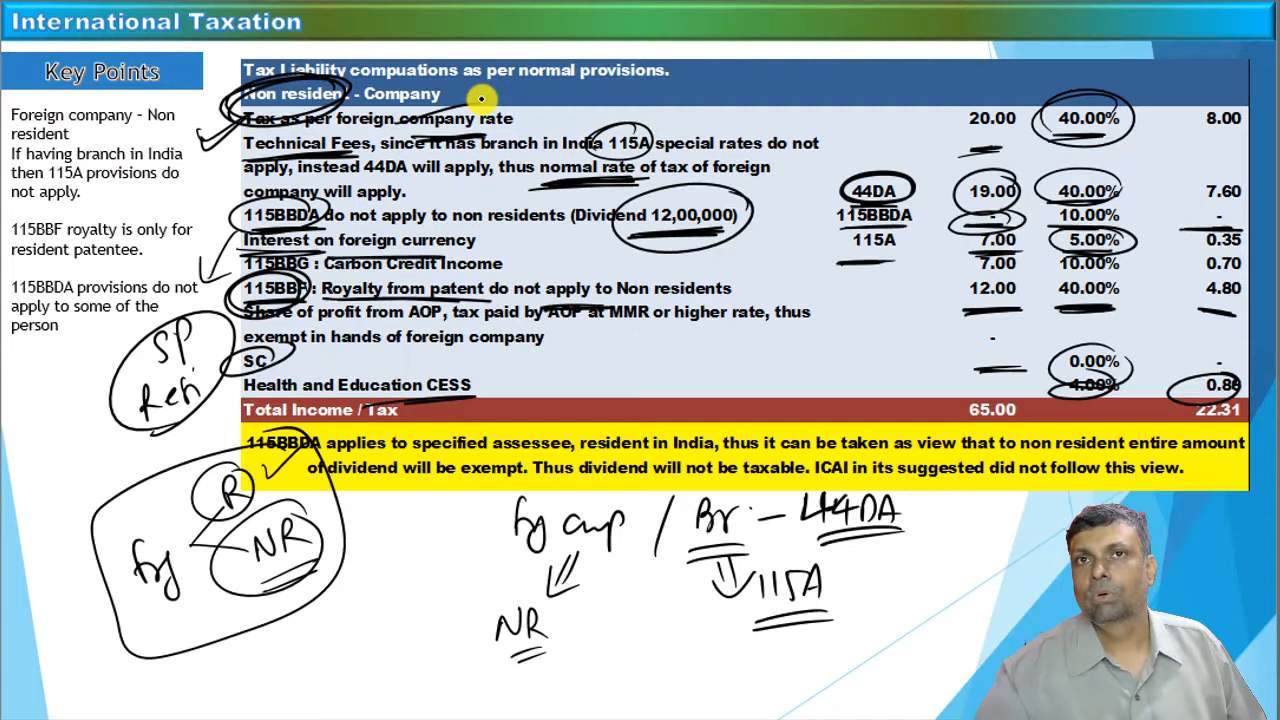 International Taxation
Key Points
Foreign company - Non
resident
If having branch in India
then 115A provisions do
not apply.
115BBF royalty is only for
resident patentee.
115BBDA provisions do not
apply to some of the
person
Tax Liability compuations as per normal provisions.
Non resident - Company
Tax as per foreign company rate 20.00 40.00% 8.00
Technical Fees, since it has branch in India 115A special rates do not
apply, instead 44DA will apply, thus normal rate of tax of foreign
company will apply. 44DA 19.00 40.00% 7.60
115BBDA do not apply to non residents (Dividend 12,00,000) 115BBDA - 10.00% -
Interest on foreign currency 115A 7.00 5.00% 0.35
115BBG : Carbon Credit Income 7.00 10.00% 0.70
115BBF : Royalty from patent do not apply to Non residents 12.00 40.00% 4.80
Share of profit from AOP, tax paid by AOP at MMR or higher rate, thus
exempt in hands of foreign company -
SC 0.00% -
Health and Education CESS 4.00% 0.86
Total Income / Tax 65.00 22.31
115BBDA applies to specified assessee, resident in India, thus it can be taken as view that to non resident entire amount
of dividend will be exempt. Thus dividend will not be taxable. ICAI in its suggested did not follow this view.
SP
R
NR
/ Br - 44DA
115A
NR